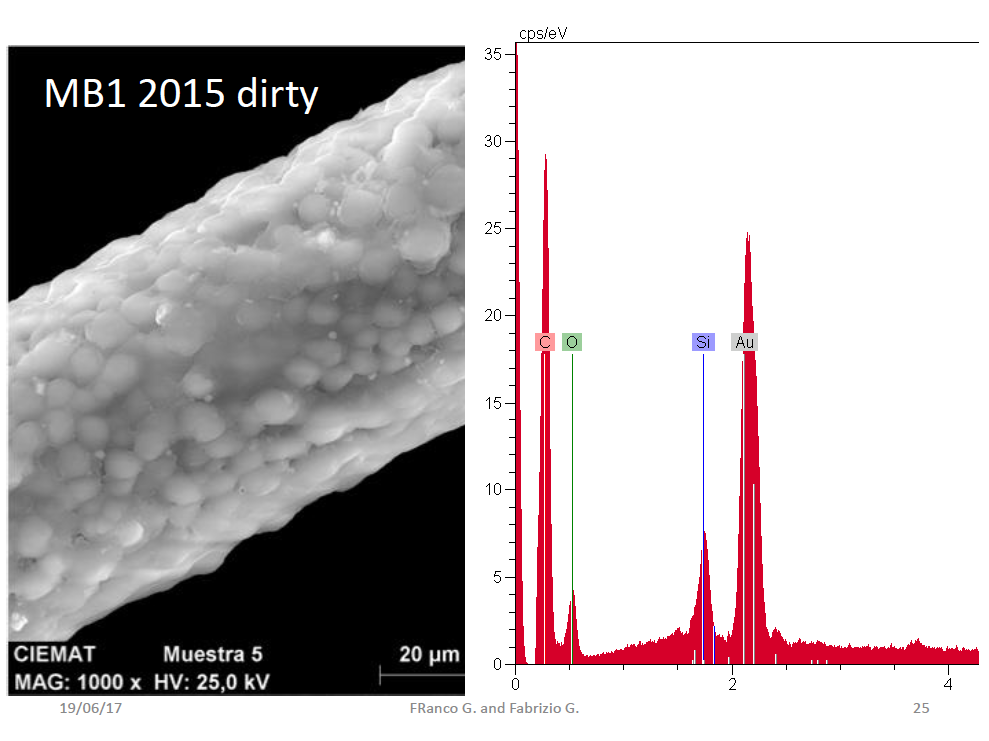 MB1 2015 dirty
CIEMAT Muestra 5 20 µm
MAG: 1000 x HV: 25,0 kV
cps/eV
35
30
25
20
15
10
5
0
C O Si Au
0 2 4
19/06/17 FRanco G. and Fabrizio G. 25